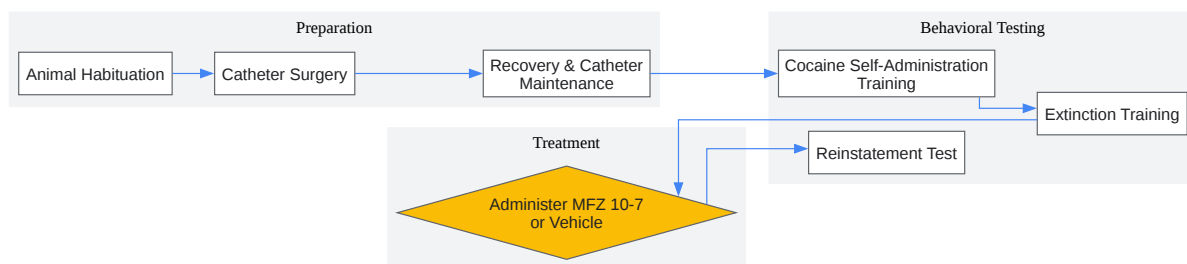 Preparation
Animal Habituation
Catheter Surgery
Recovery & Catheter
Maintenance
Behavioral Testing
Cocaine Self-Administration
Training
Extinction Training
Reinstatement Test
Treatment
Administer MFZ 10-7
or Vehicle